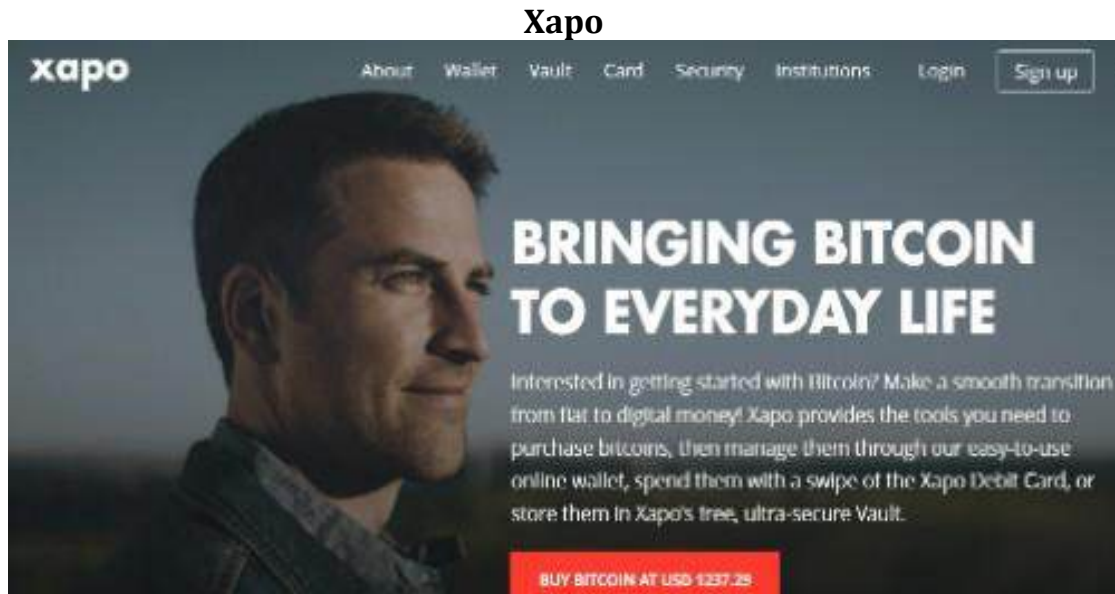 Xapo
xapo
About Wallet Vault Card Security Institutions Login Sign up
BRINGING BITCOIN
TO EVERYDAY LIFE
Interested in getting started with Bitcoin? Make a smooth transition
from fiat to digital money! Xapo provides the tools you need to
purchase bitcoins, then manage them through our easy-to-use
online wallet, spend them with a swipe of the Xapo Debit Card, or
store them in Xapo's free, ultra-secure Vault.
BUY BITCOIN AT USD 1237.29